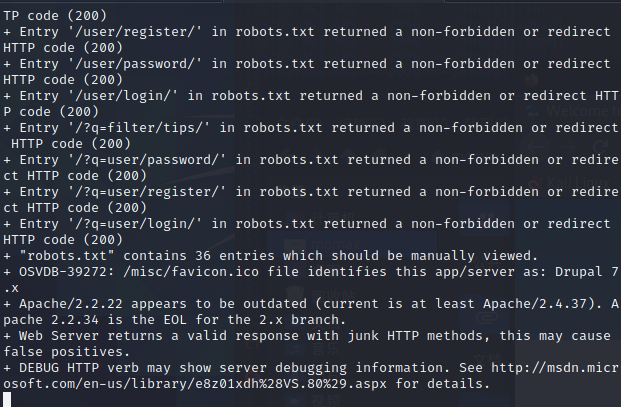 TP code (200)
+ Entry '/user/register/' in robots.txt returned a non-forbidden or redirect
HTTP code (200)
+ Entry '/user/password/' in robots.txt returned a non-forbidden or redirect
HTTP code (200)
+ Entry '/user/login/' in robots.txt returned a non-forbidden or redirect HTT
P code (200)
+ Entry '/?q=filter/tips/' in robots.txt returned a non-forbidden or redirect
 HTTP code (200)
+ Entry '/?q=user/password/' in robots.txt returned a non-forbidden or redire
ct HTTP code (200)
+ Entry '/?q=user/register/' in robots.txt returned a non-forbidden or redire
ct HTTP code (200)
+ Entry '/?q=user/login/' in robots.txt returned a non-forbidden or redirect
HTTP code (200)
+ "robots.txt" contains 36 entries which should be manually viewed.
+ OSVDB-39272: /misc/favicon.ico file identifies this app/server as: Drupal 7
.x
+ Apache/2.2.22 appears to be outdated (current is at least Apache/2.4.37). A
pache 2.2.34 is the EOL for the 2.x branch.
+ Web Server returns a valid response with junk HTTP methods, this may cause
false positives.
+ DEBUG HTTP verb may show server debugging information. See http://msdn.micr
osoft.com/en-us/library/e8z01xdh%28VS.80%29.aspx for details.